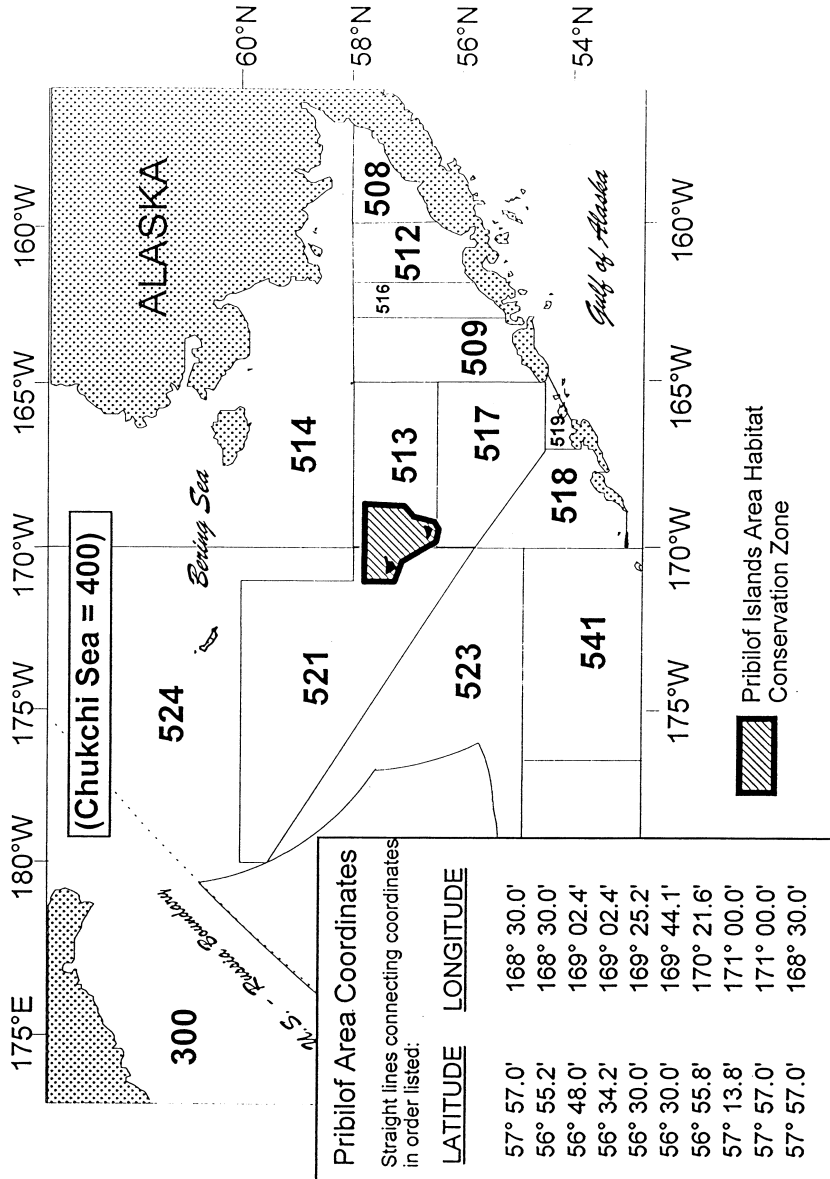 175°E
180°W
175°W
170°W
165°W
160°W
(Chukchi Sea = 400)
ALASKA
Bering Sea
60°N
58°N
56°N
54°N
300
524
514
U.S. - Russia Boundary
521
513
516
508
512
509
517
523
519
518
541
Gulf of Alaska
175°W
170°W
165°W
160°W
Pribilof Area Coordinates
Straight lines connecting coordinates
in order listed:
LATITUDE LONGITUDE
57° 57.0' 168° 30.0'
56° 55.2' 168° 30.0'
56° 48.0' 169° 02.4'
56° 34.2' 169° 02.4'
56° 30.0' 169° 25.2'
56° 30.0' 169° 44.1'
56° 55.8' 170° 21.6'
57° 13.8' 171° 00.0'
57° 57.0' 171° 00.0'
57° 57.0' 168° 30.0'
Pribilof Islands Area Habitat
Conservation Zone